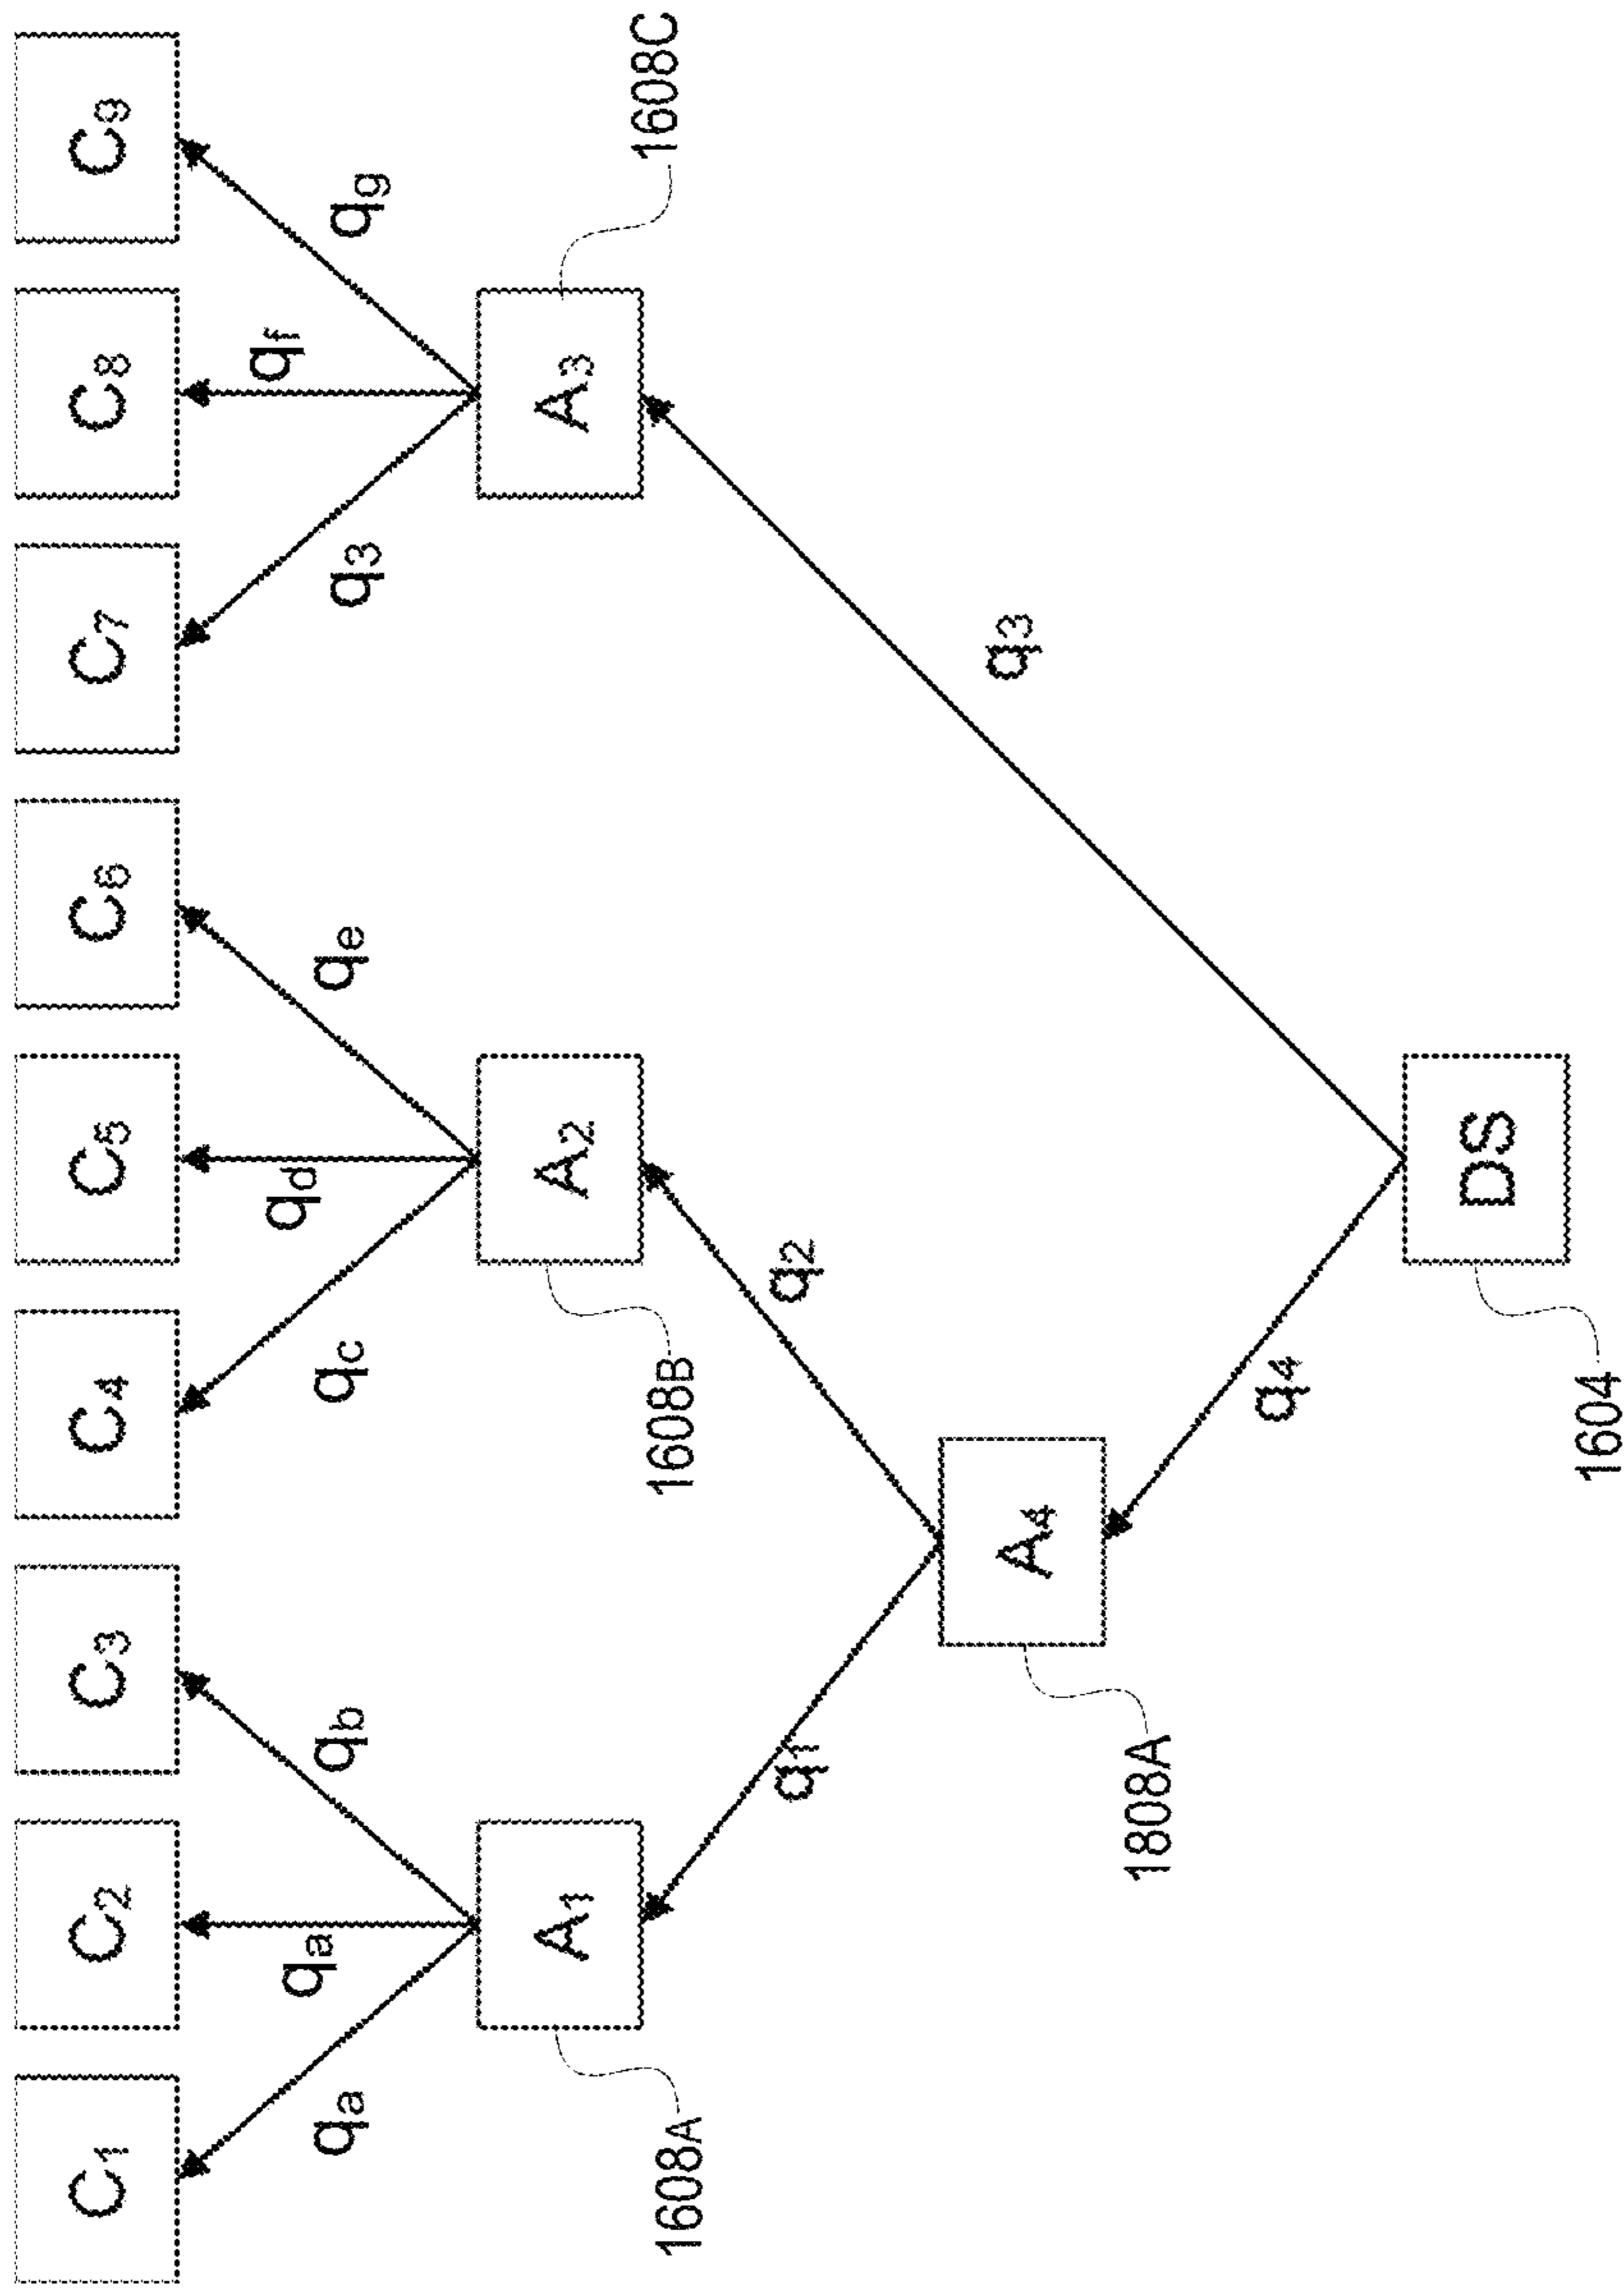 C1 C2 C3 C4 C5 C6 C7 C8 C9
qa qa qb qc qd qe q3 qf qg
A1 A2 A3
1608A 1608B 1608C
q1 q2 q3
A4
1808A
q4
DS
1604